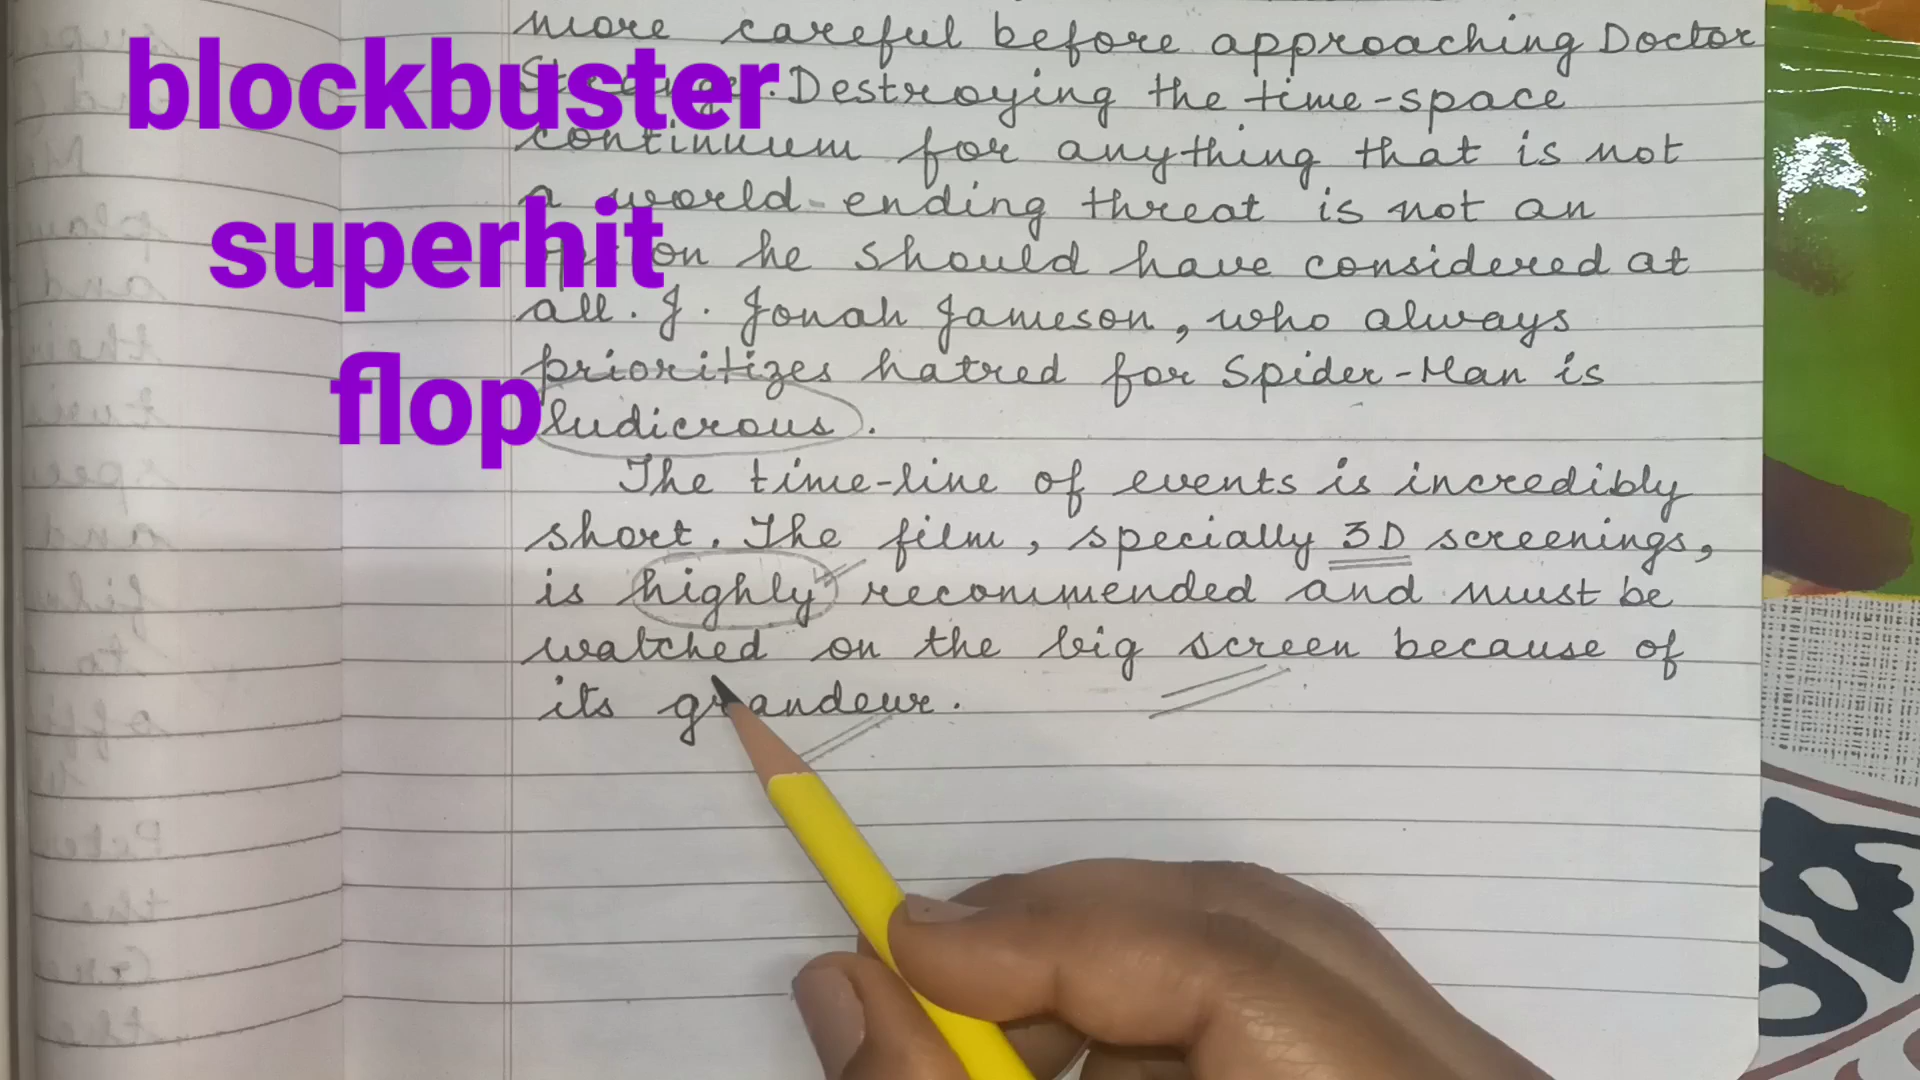 blockbuster
superhit
flop
more careful before approaching Doctor
Strange. Destroying the time-space
continuum for anything that is not
a world-ending threat is not an
option he should have considered at
all. J. Jonah Jameson, who always
prioritizes hatred for Spider-Man is
ludicrous.
The time-line of events is incredibly
short. The film, specially 3D screenings,
is highly recommended and must be
watched on the big screen because of
its grandeur.